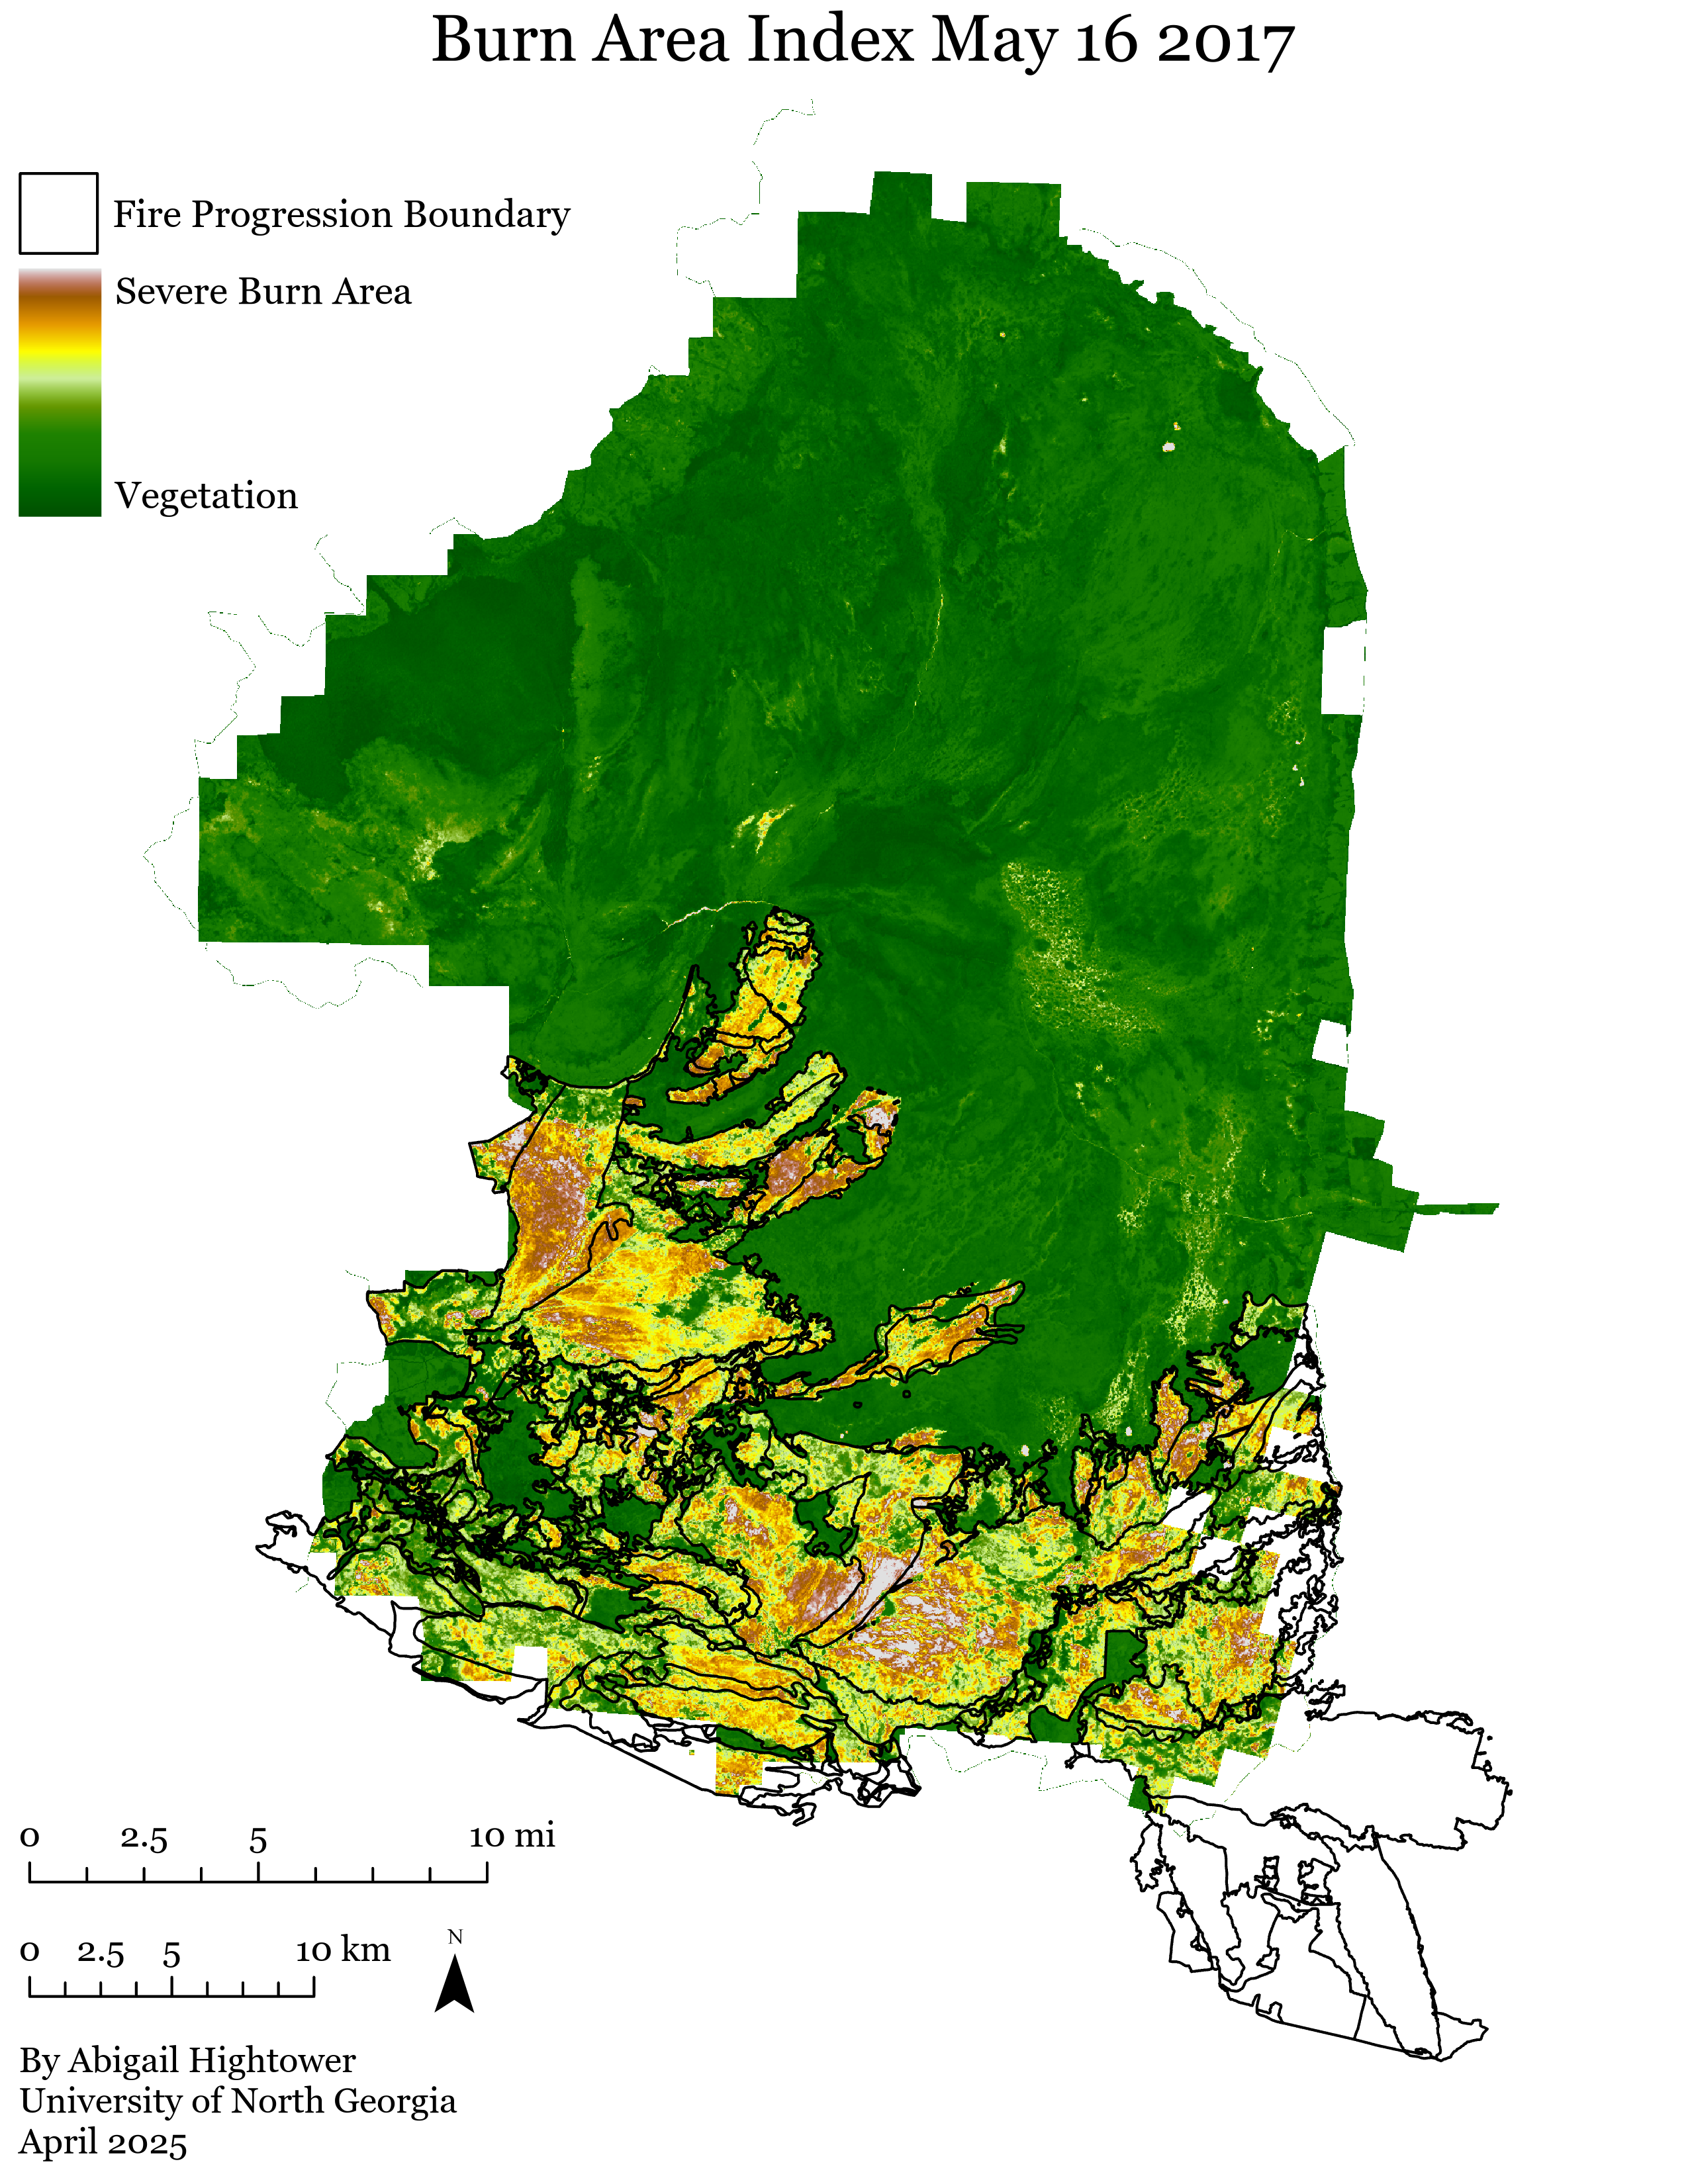 Burn Area Index May 16 2017
Fire Progression Boundary
Severe Burn Area
Vegetation
0 2.5 5 10 mi
0 2.5 5 10 km
N
By Abigail Hightower
University of North Georgia
April 2025